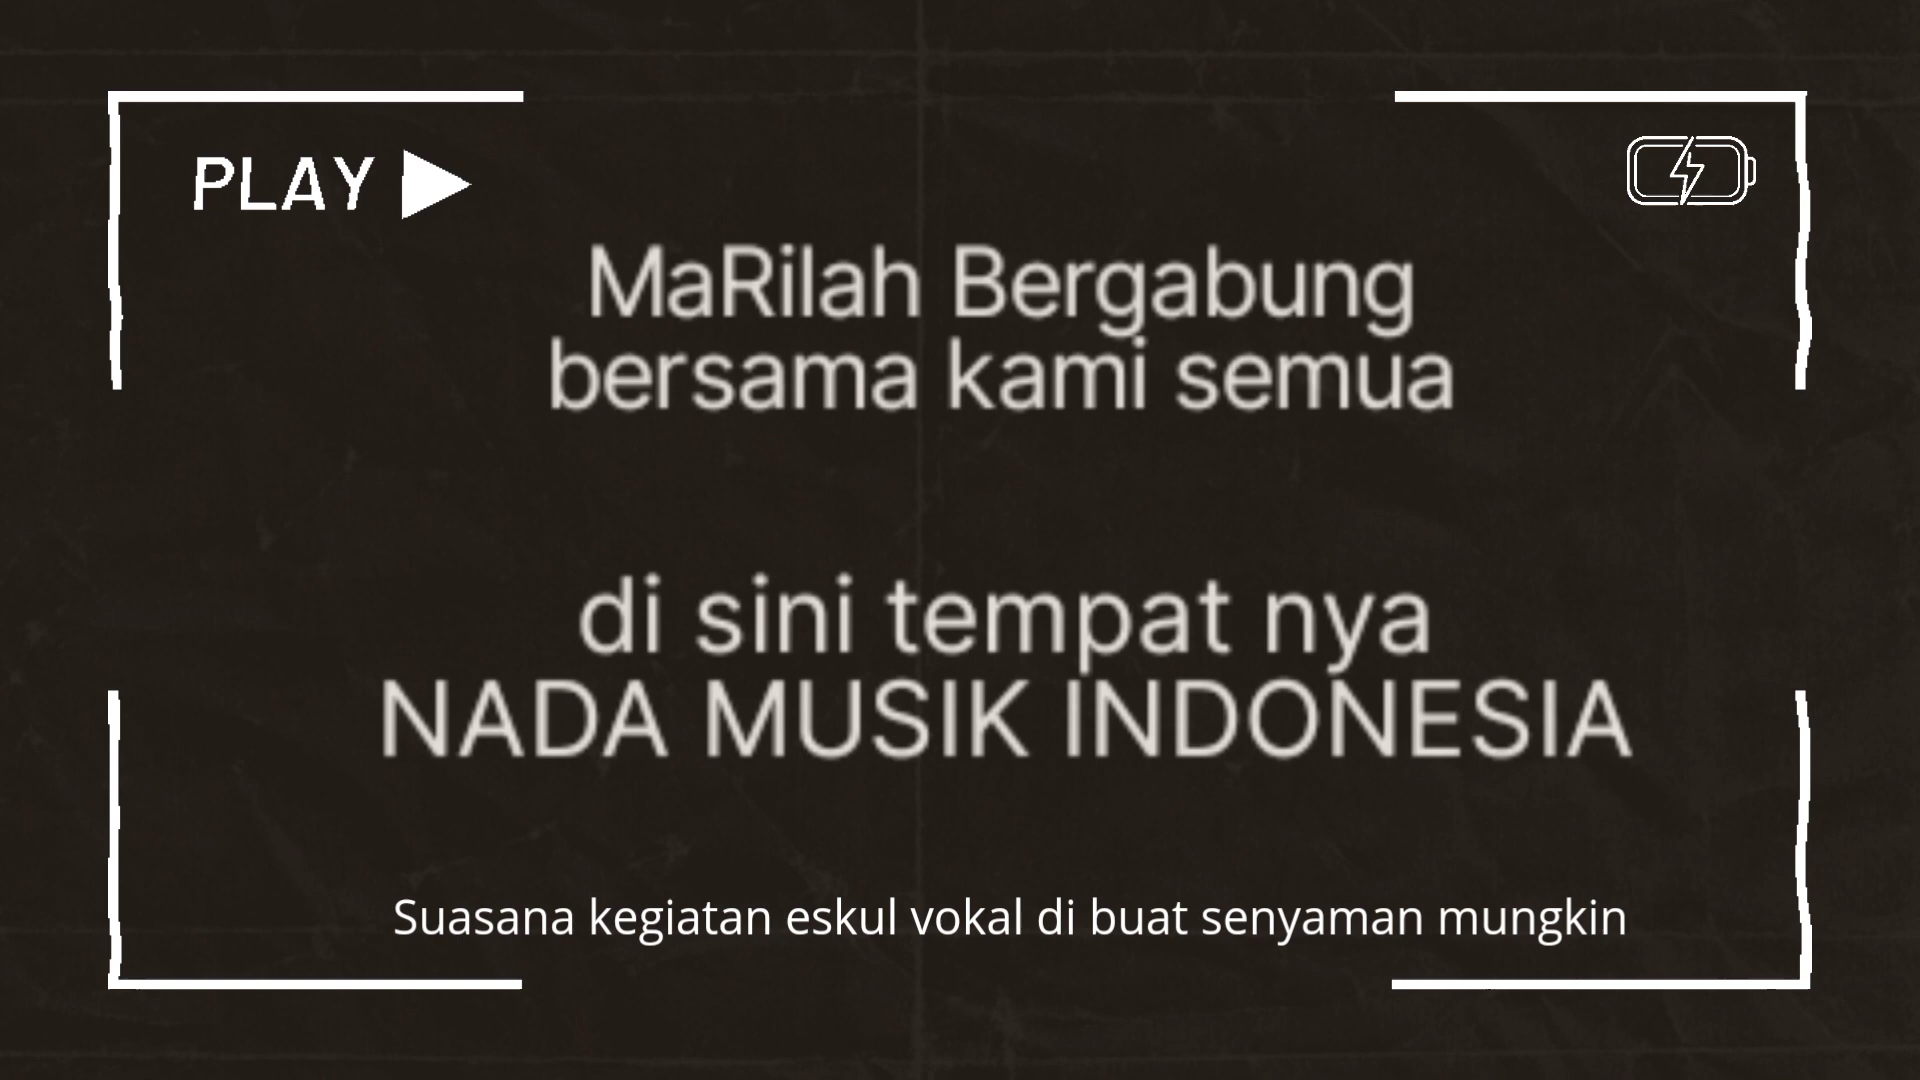 PLAY
MaRilah Bergabung
bersama kami semua
di sini tempat nya
NADA MUSIK INDONESIA
Suasana kegiatan eskul vokal di buat senyaman mungkin